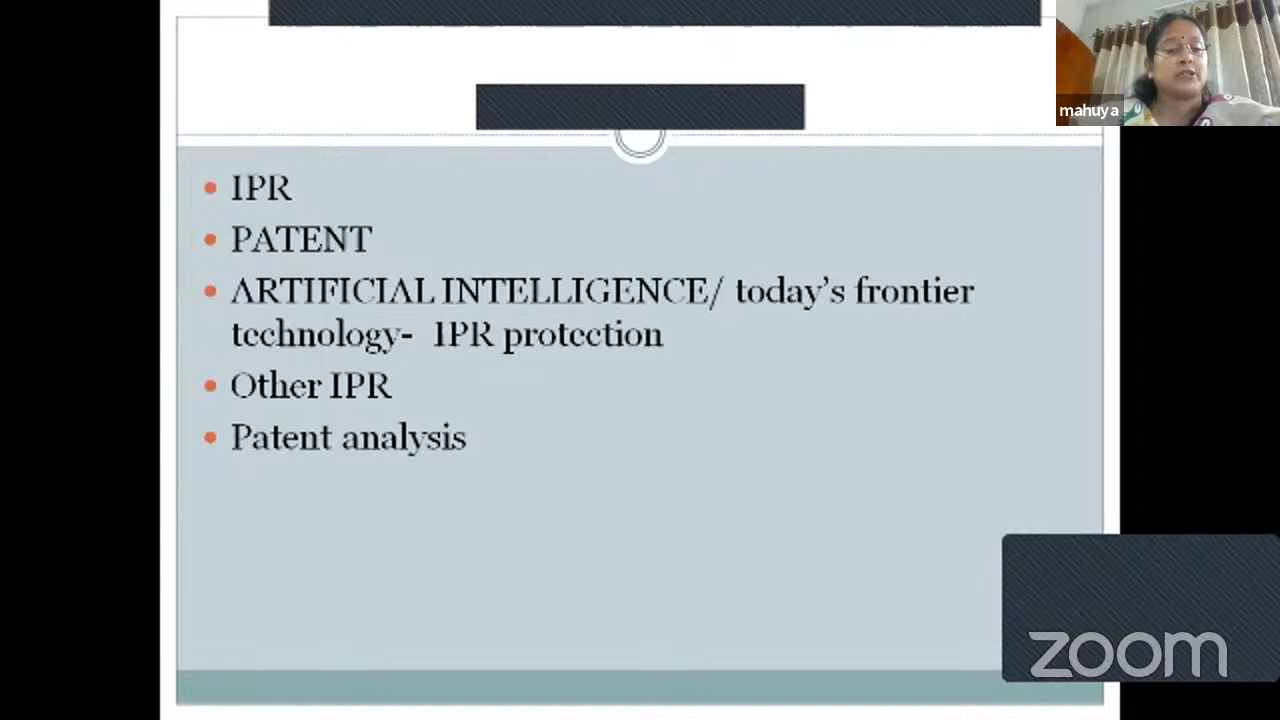 mahuya
IPR
PATENT
ARTIFICIAL INTELLIGENCE/ today's frontier
technology- IPR protection
Other IPR
Patent analysis
zoom